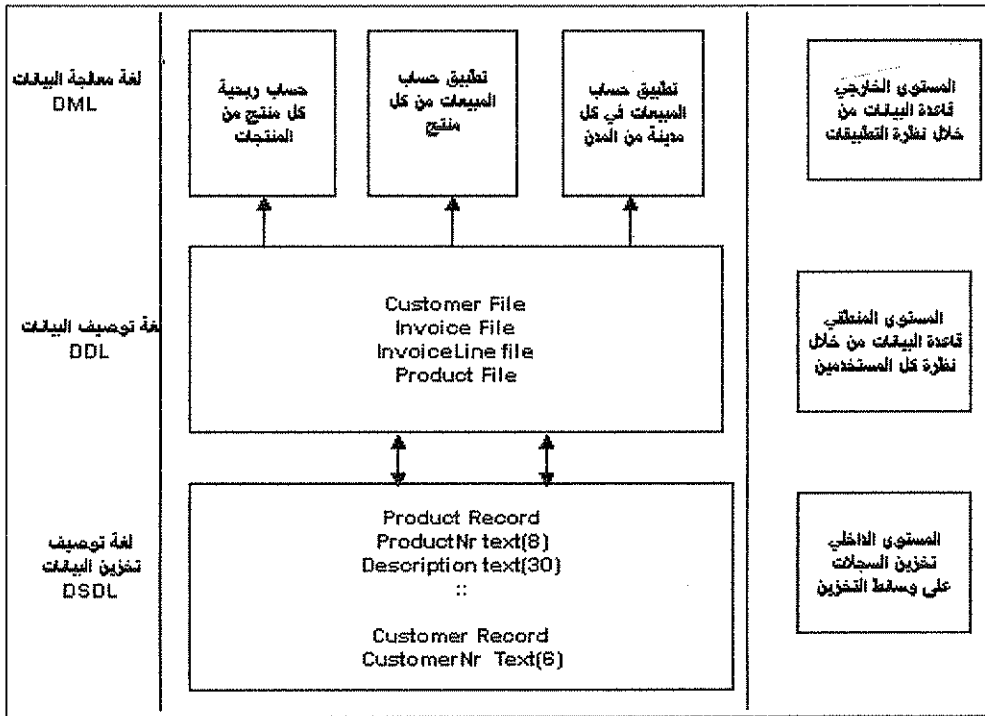 لغة معالجة البيانات
DML
حساب ربحية
كل منتج من
المنتجات
تطبيق حساب
المبيعات من كل
منتج
تطبيق حساب
المبيعات في كل
مدينة من المدن
المستوى الخارجي
قاعدة البيانات من
خلال نظرة التطبيقات
لغة توصيف البيانات
DDL
Customer File
Invoice File
InvoiceLine file
Product File
المستوى المنطقي
قاعدة البيانات من خلال
نظرة كل المستخدمين
لغة توصيف
تخزين البيانات
DSDL
Product Record
ProductNr text(8)
Description text(30)
::
Customer Record
CustomerNr Text(6)
المستوى الداخلي
تخزين السجلات
على وسائط التخزين